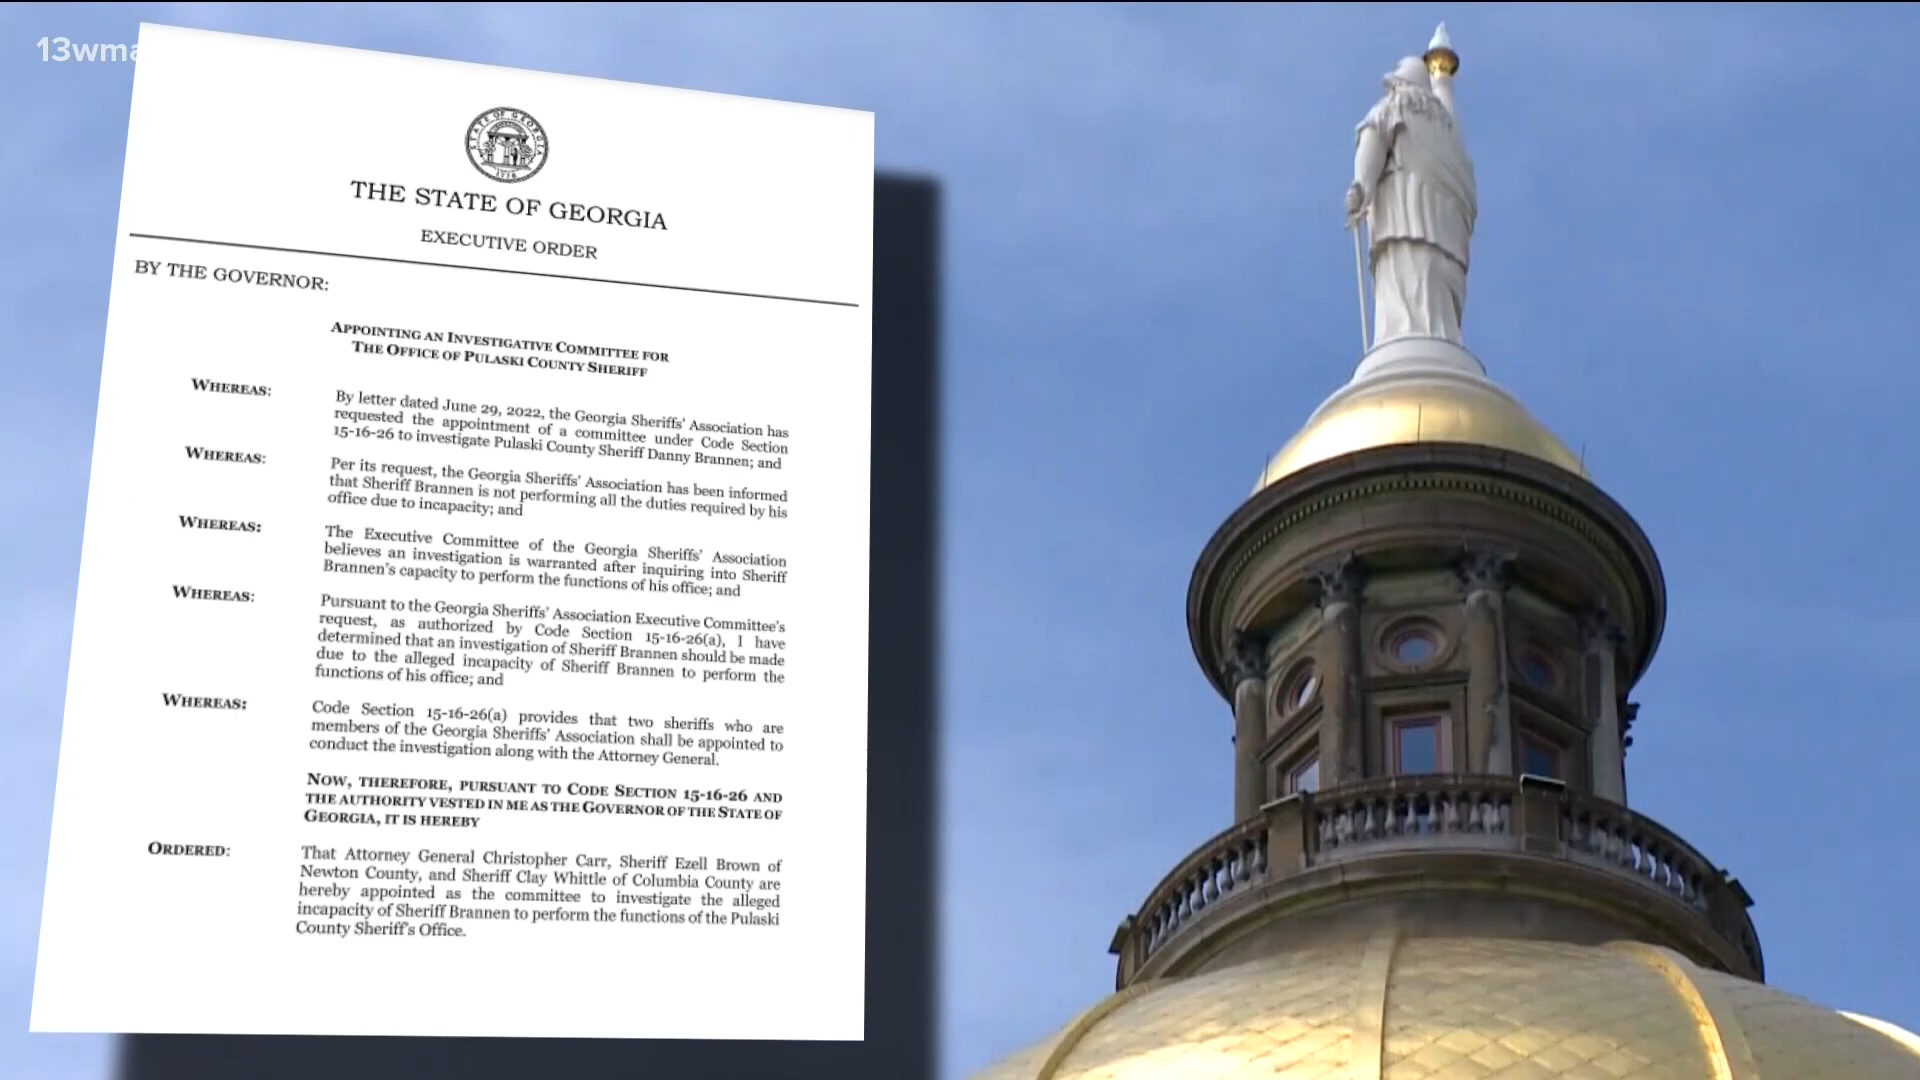 13wma
STATE OF GEORGIA
1776
THE STATE OF GEORGIA
EXECUTIVE ORDER
BY THE GOVERNOR:
APPOINTING AN INVESTIGATIVE COMMITTEE FOR
THE OFFICE OF PULASKI COUNTY SHERIFF
WHEREAS: By letter dated June 29, 2022, the Georgia Sheriffs' Association has
requested the appointment of a committee under Code Section
15-16-26 to investigate Pulaski County Sheriff Danny Brannen; and
WHEREAS: Per its request, the Georgia Sheriffs' Association has been informed
that Sheriff Brannen is not performing all the duties required by his
office due to incapacity; and
WHEREAS: The Executive Committee of the Georgia Sheriffs' Association
believes an investigation is warranted after inquiring into Sheriff
Brannen's capacity to perform the functions of his office; and
WHEREAS: Pursuant to the Georgia Sheriffs' Association Executive Committee's
request, as authorized by Code Section 15-16-26(a), I have
determined that an investigation of Sheriff Brannen should be made
due to the alleged incapacity of Sheriff Brannen to perform the
functions of his office; and
WHEREAS: Code Section 15-16-26(a) provides that two sheriffs who are
members of the Georgia Sheriffs' Association shall be appointed to
conduct the investigation along with the Attorney General.
NOW, THEREFORE, PURSUANT TO CODE SECTION 15-16-26 AND
THE AUTHORITY VESTED IN ME AS THE GOVERNOR OF THE STATE OF
GEORGIA, IT IS HEREBY
ORDERED: That Attorney General Christopher Carr, Sheriff Ezell Brown of
Newton County, and Sheriff Clay Whittle of Columbia County are
hereby appointed as the committee to investigate the alleged
incapacity of Sheriff Brannen to perform the functions of the Pulaski
County Sheriff's Office.